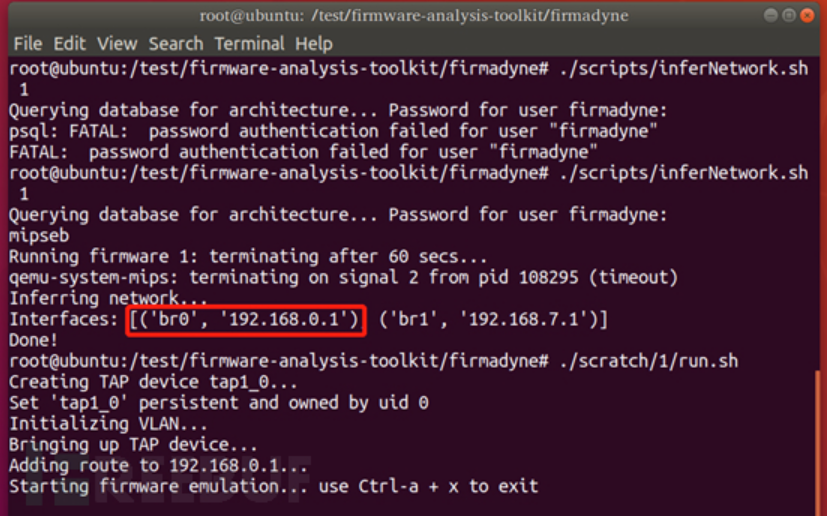 root@ubuntu: /test/firmware-analysis-toolkit/firmadyne
File Edit View Search Terminal Help
root@ubuntu:/test/firmware-analysis-toolkit/firmadyne# ./scripts/inferNetwork.sh
1
Querying database for architecture... Password for user firmadyne:
psql: FATAL:  password authentication failed for user "firmadyne"
FATAL:  password authentication failed for user "firmadyne"
root@ubuntu:/test/firmware-analysis-toolkit/firmadyne# ./scripts/inferNetwork.sh
1
Querying database for architecture... Password for user firmadyne:
mipseb
Running firmware 1: terminating after 60 secs...
qemu-system-mips: terminating on signal 2 from pid 108295 (timeout)
Inferring network...
Interfaces: [('br0', '192.168.0.1') ('br1', '192.168.7.1')]
Done!
root@ubuntu:/test/firmware-analysis-toolkit/firmadyne# ./scratch/1/run.sh
Creating TAP device tap1_0...
Set 'tap1_0' persistent and owned by uid 0
Initializing VLAN...
Bringing up TAP device...
Adding route to 192.168.0.1...
Starting firmware emulation... use Ctrl-a + x to exit